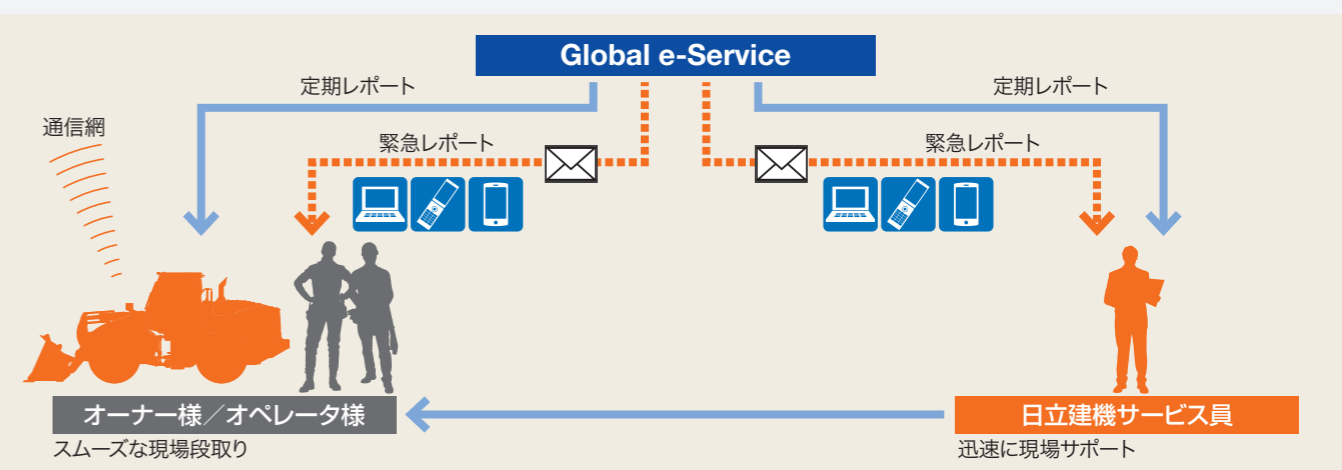 Global e-Service
定期レポート
定期レポート
通信網
緊急レポート
緊急レポート
オーナー様／オペレータ様
日立建機サービス員
スムーズな現場段取り
迅速に現場サポート